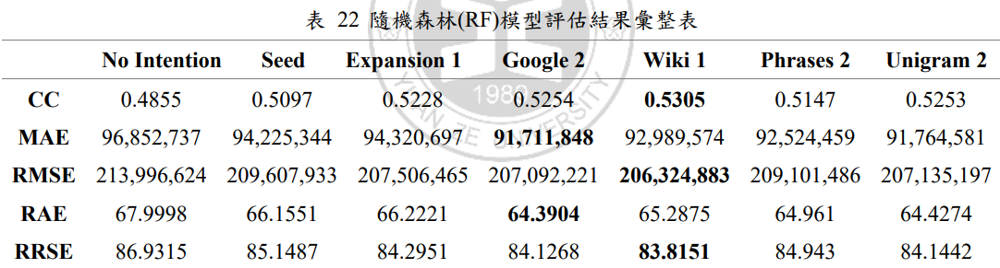 表 22 隨機森林(RF)模型評估結果彙整表
No Intention Seed Expansion 1 Google 2 Wiki 1 Phrases 2 Unigram 2
CC 0.4855 0.5097 0.5228 0.5254 0.5305 0.5147 0.5253
MAE 96,852,737 94,225,344 94,320,697 91,711,848 92,989,574 92,524,459 91,764,581
RMSE 213,996,624 209,607,933 207,506,465 207,092,221 206,324,883 209,101,486 207,135,197
RAE 67.9998 66.1551 66.2221 64.3904 65.2875 64.961 64.4274
RRSE 86.9315 85.1487 84.2951 84.1268 83.8151 84.943 84.1442
1989
YUAN ZE UNIVERSITY